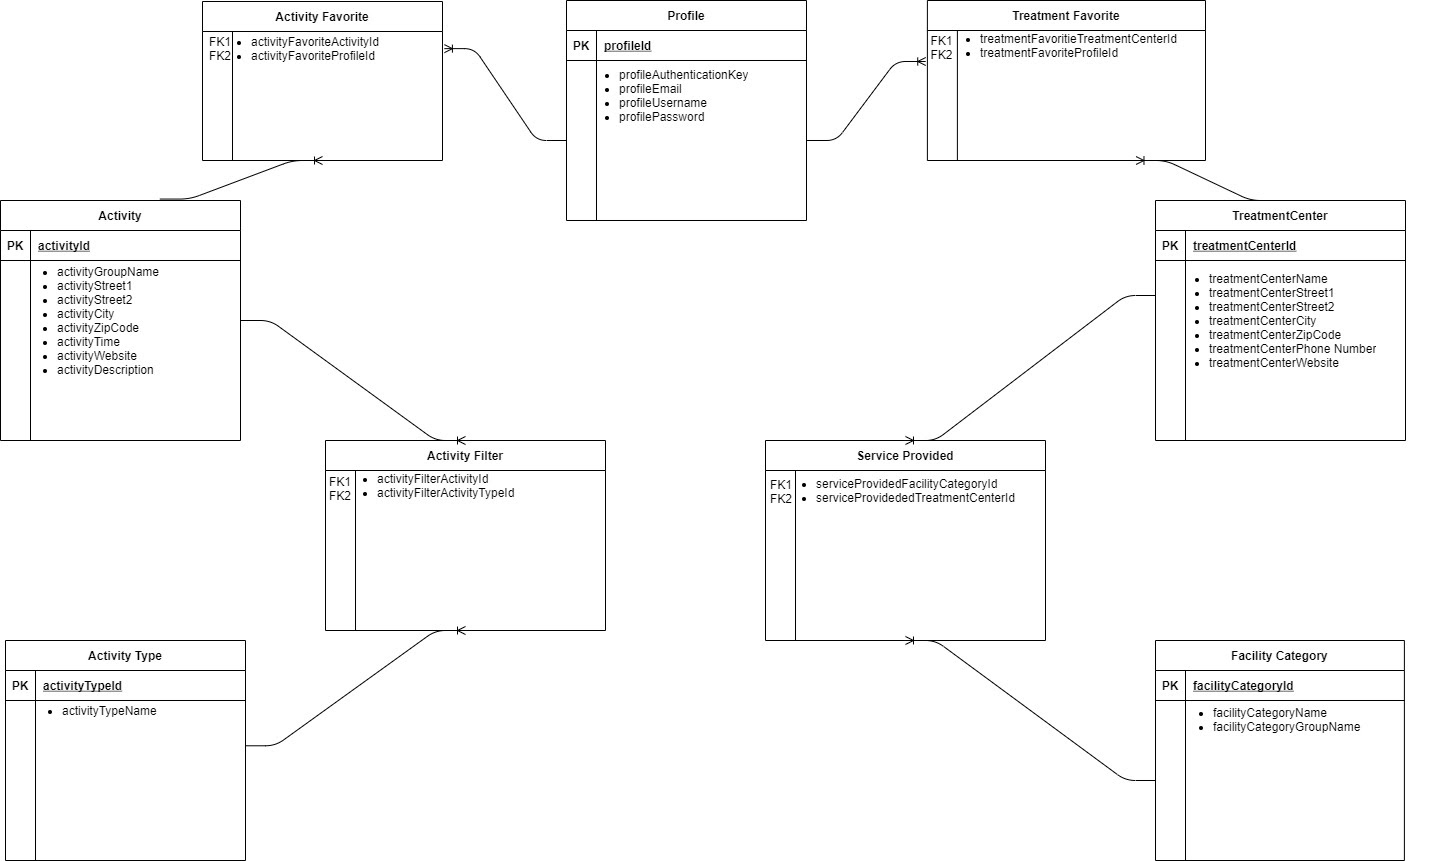 Activity Favorite
FK1 • activityFavoriteActivityId
FK2 • activityFavoriteProfileId
Profile
PK profileId
• profileAuthenticationKey
• profileEmail
• profileUsername
• profilePassword
Treatment Favorite
FK1 • treatmentFavoritieTreatmentCenterId
FK2 • treatmentFavoriteProfileId
Activity
PK activityId
• activityGroupName
• activityStreet1
• activityStreet2
• activityCity
• activityZipCode
• activityTime
• activityWebsite
• activityDescription
TreatmentCenter
PK treatmentCenterId
• treatmentCenterName
• treatmentCenterStreet1
• treatmentCenterStreet2
• treatmentCenterCity
• treatmentCenterZipCode
• treatmentCenterPhone Number
• treatmentCenterWebsite
Activity Filter
FK1 • activityFilterActivityId
FK2 • activityFilterActivityTypeId
Service Provided
FK1 • serviceProvidedFacilityCategoryId
FK2 • serviceProvidededTreatmentCenterId
Activity Type
PK activityTypeId
• activityTypeName
Facility Category
PK facilityCategoryId
• facilityCategoryName
• facilityCategoryGroupName